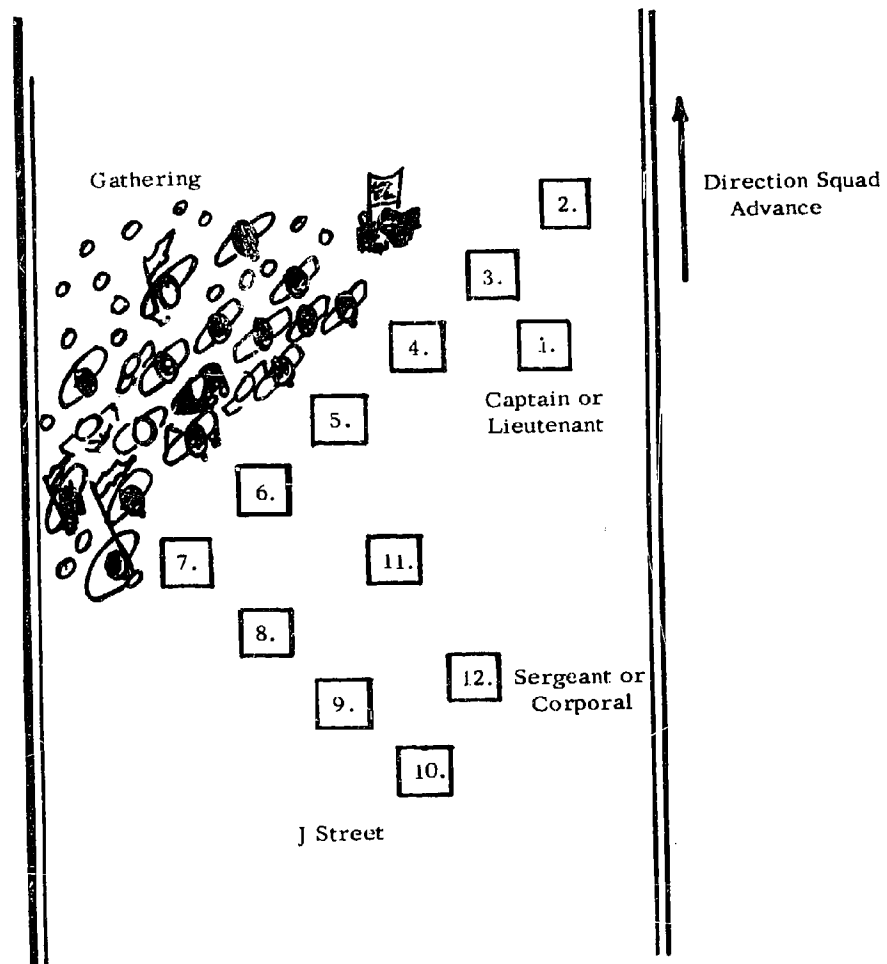 Gathering
Direction Squad
Advance
2.
3.
4.
1.
Captain or
Lieutenant
5.
6.
7.
11.
8.
12.
Sergeant or
Corporal
9.
10.
J Street